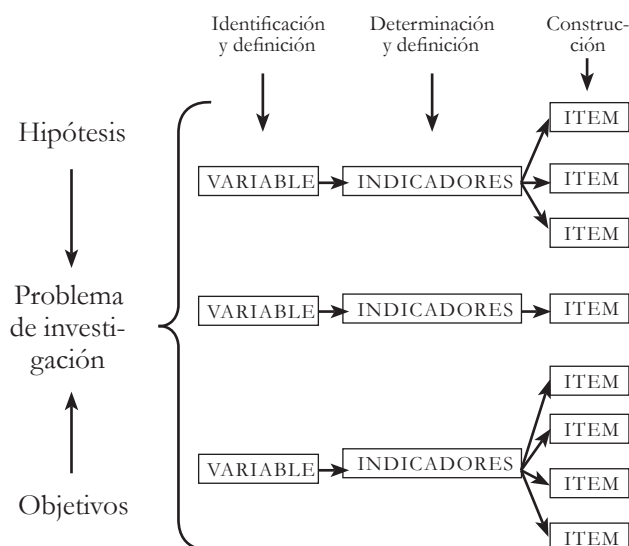 Identificación
y definición
Determinación
y definición
Construc-
ción
Hipótesis
Problema
de investi-
gación
Objetivos
VARIABLE
INDICADORES
ITEM
ITEM
ITEM
VARIABLE
INDICADORES
ITEM
VARIABLE
INDICADORES
ITEM
ITEM
ITEM
ITEM